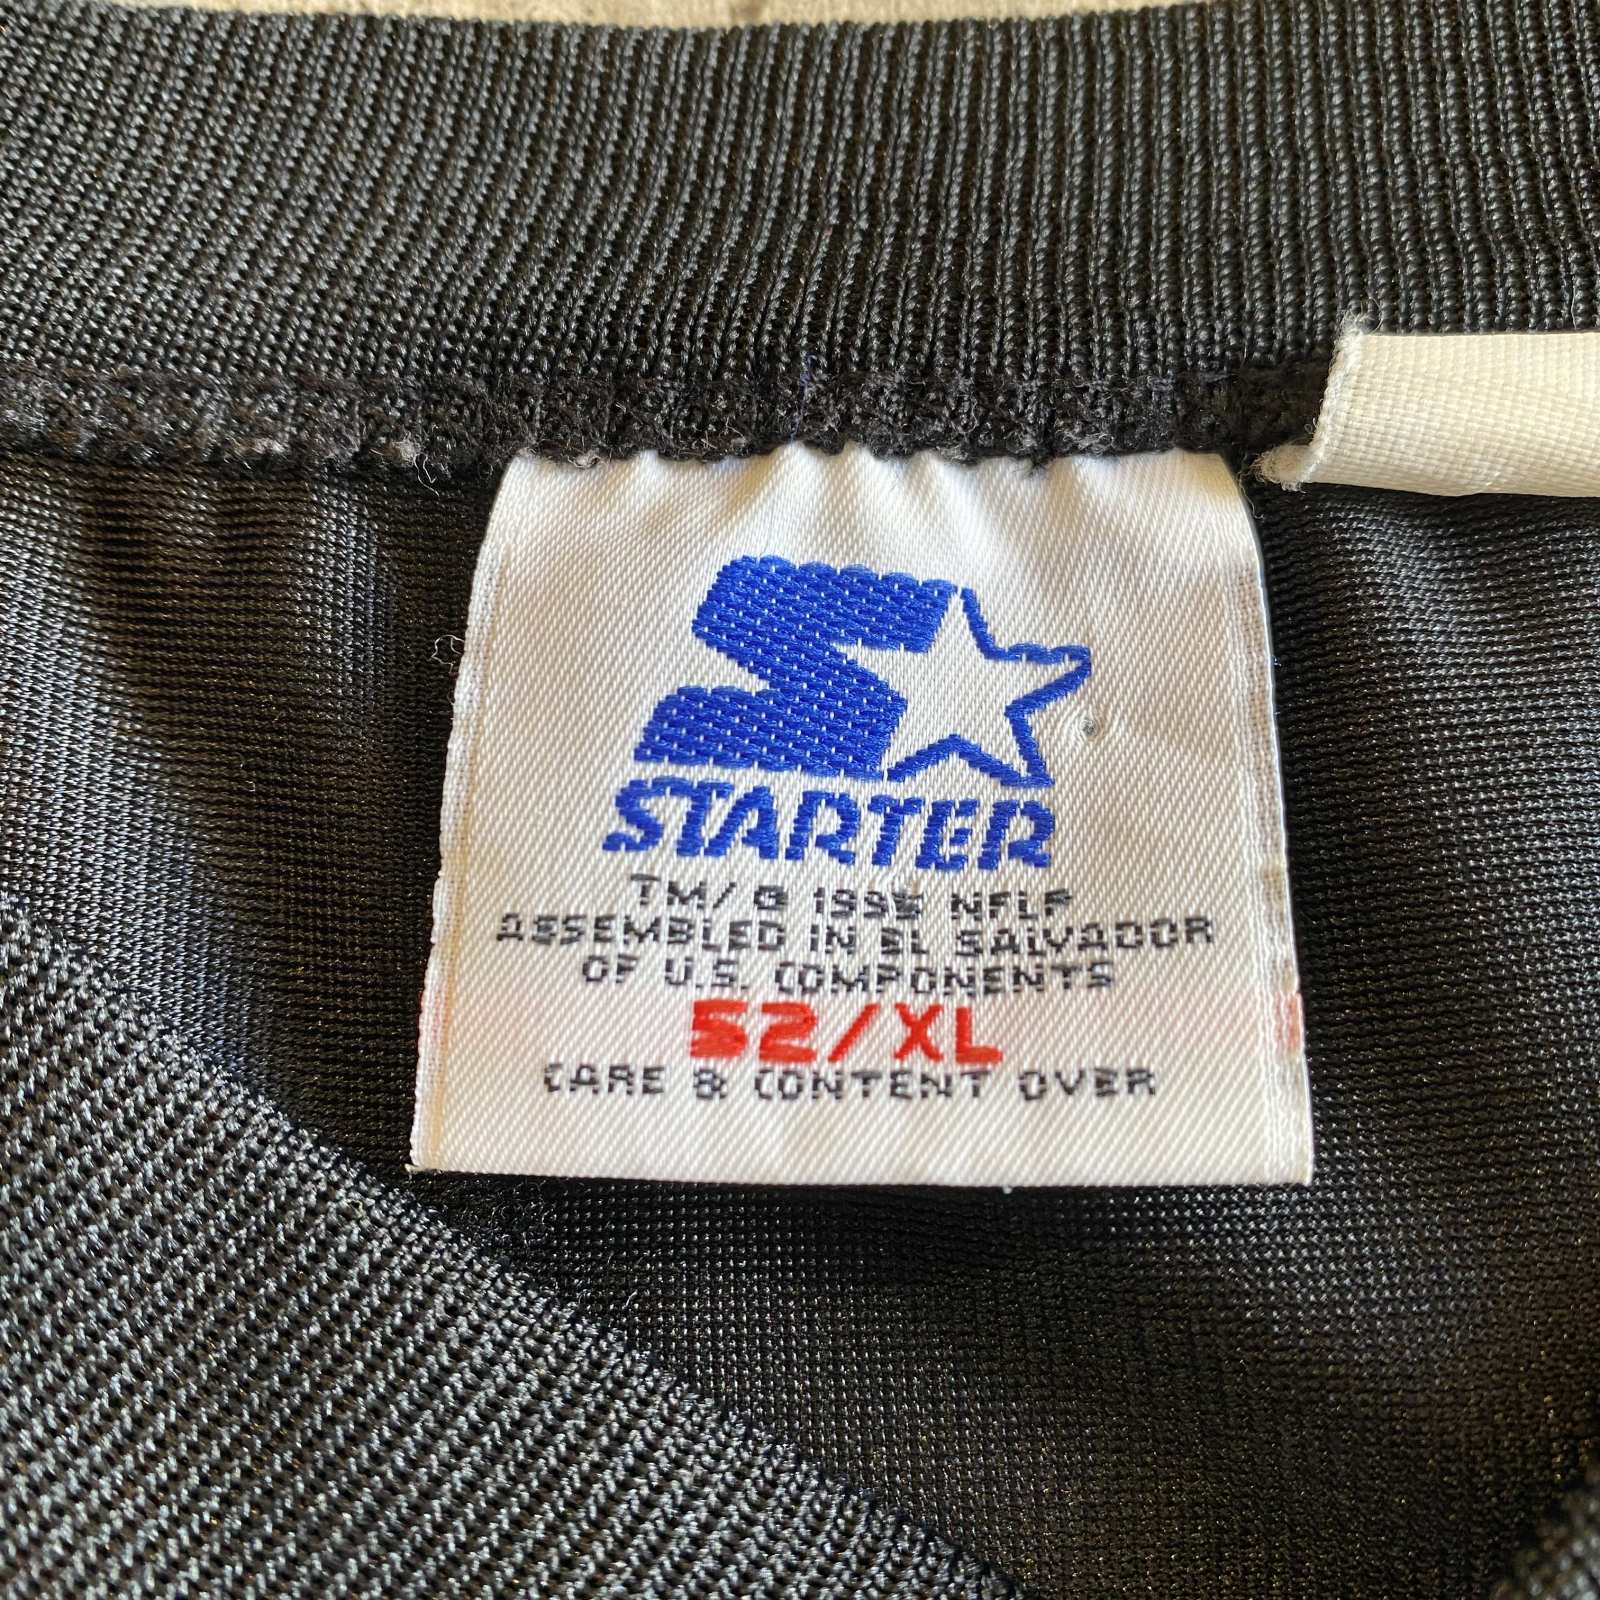 STARTER
TM/© 1995 NFLP
ASSEMBLED IN EL SALVADOR
OF U.S. COMPONENTS
52/XL
CARE & CONTENT OVER